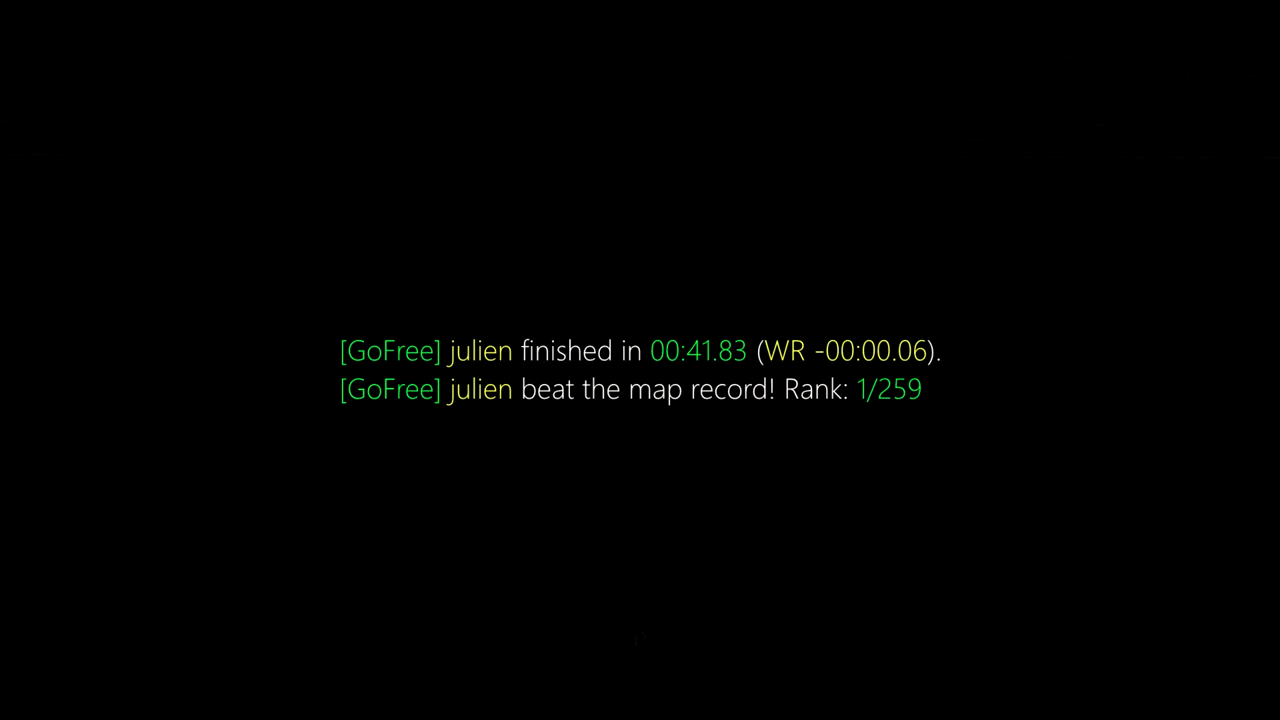 [GoFree] julien finished in 00:41.83 (WR -00:00.06).
[GoFree] julien beat the map record! Rank: 1/259